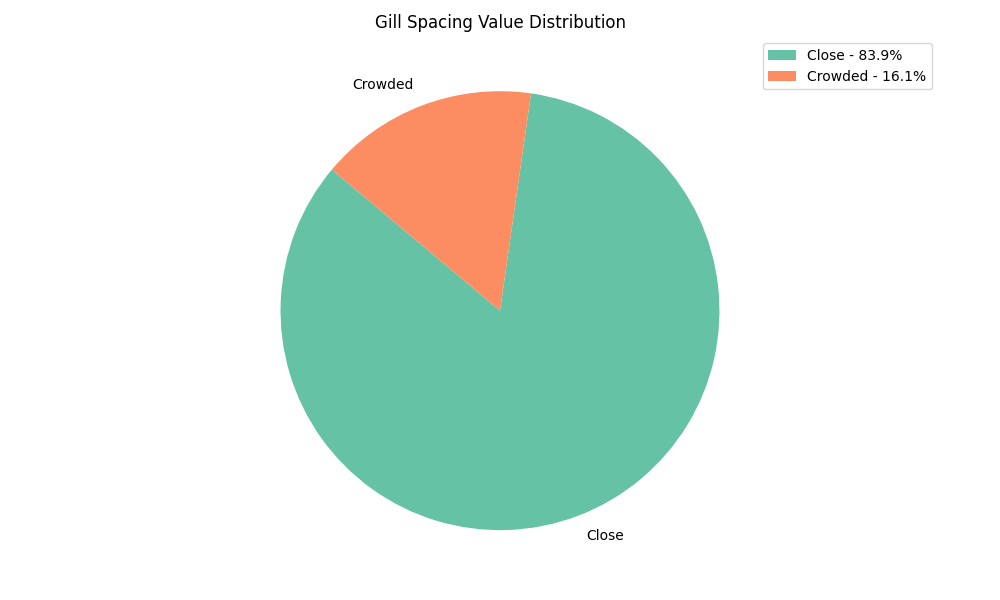 Gill Spacing Value Distribution
Close - 83.9%
Crowded - 16.1%
Crowded
Close